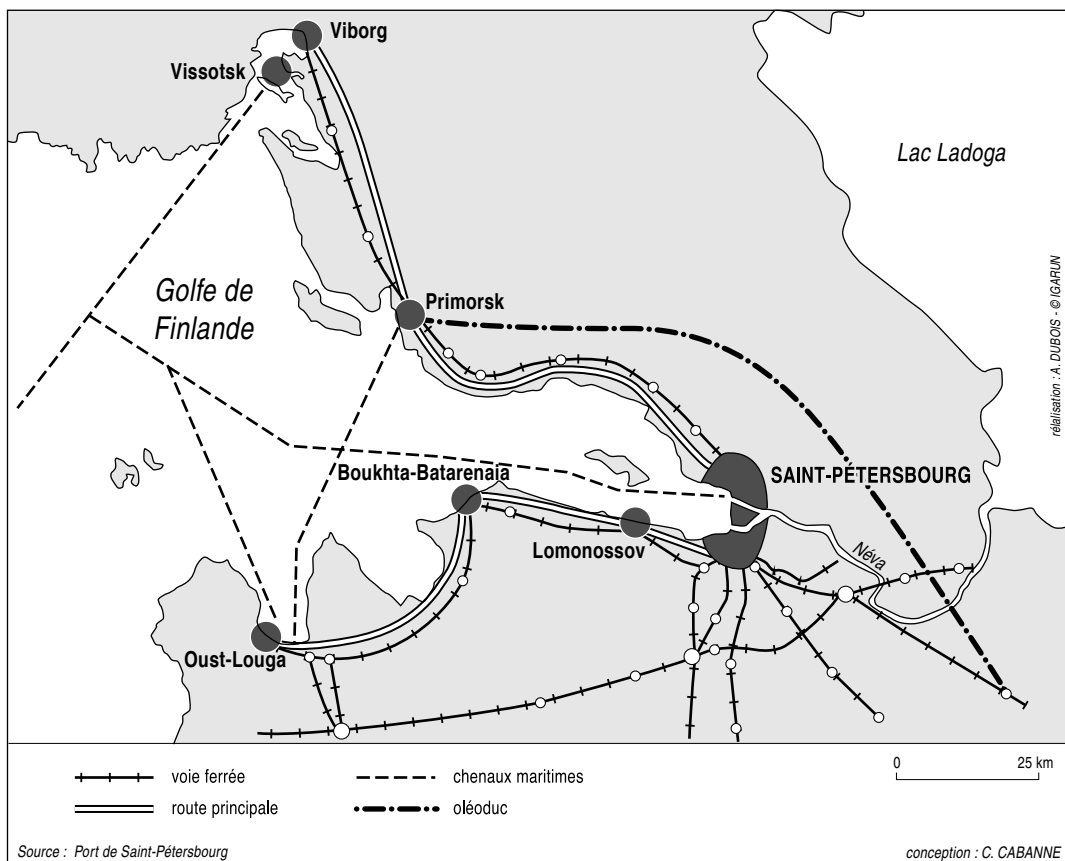 Viborg
Vissotsk
Lac Ladoga
Golfe de
Finlande
Primorsk
Boukhta-Batarenaia
SAINT-PÉTERSBOURG
Lomonossov
Néva
Oust-Louga
rélalisation : A. DUBOIS - © IGARUN
voie ferrée
chenaux maritimes
route principale
oléoduc
0 25 km
Source : Port de Saint-Pétersbourg
conception : C. CABANNE